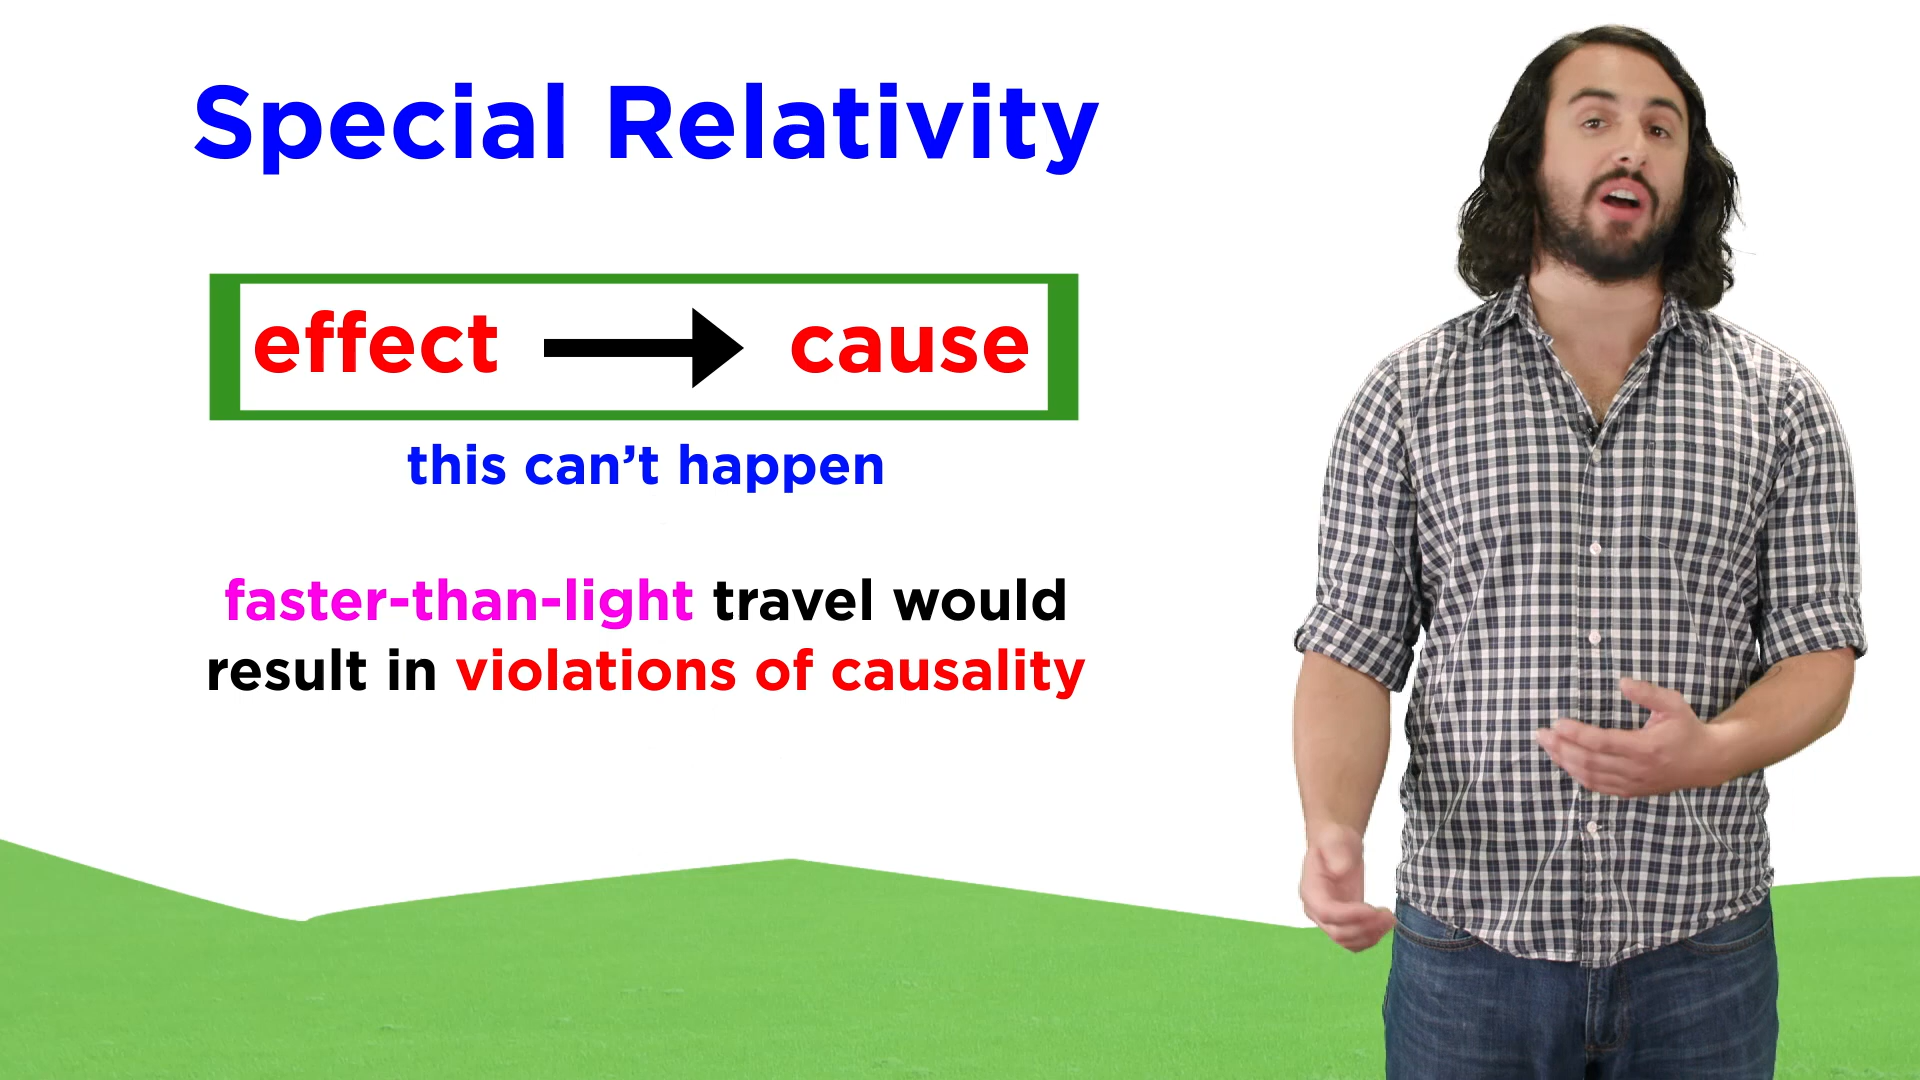 Special Relativity
effect → cause
this can’t happen
faster-than-light travel would
result in violations of causality